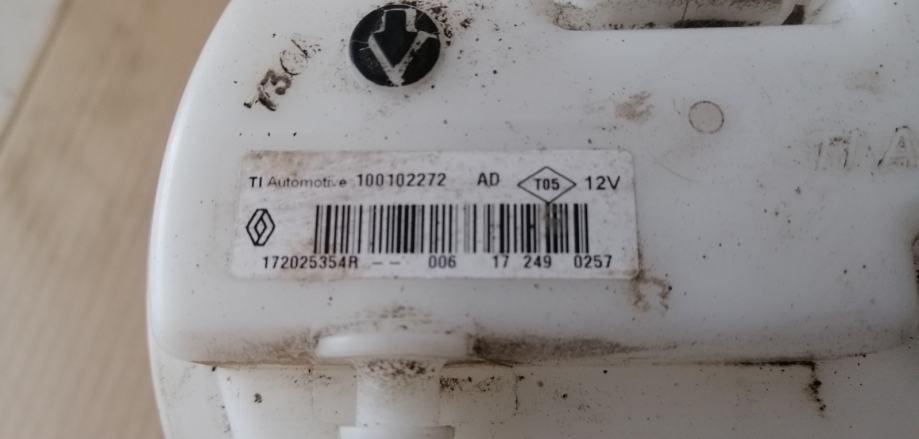 TI Automotive 100102272 AD T05 12V
172025354R -- 006 17 249 0257